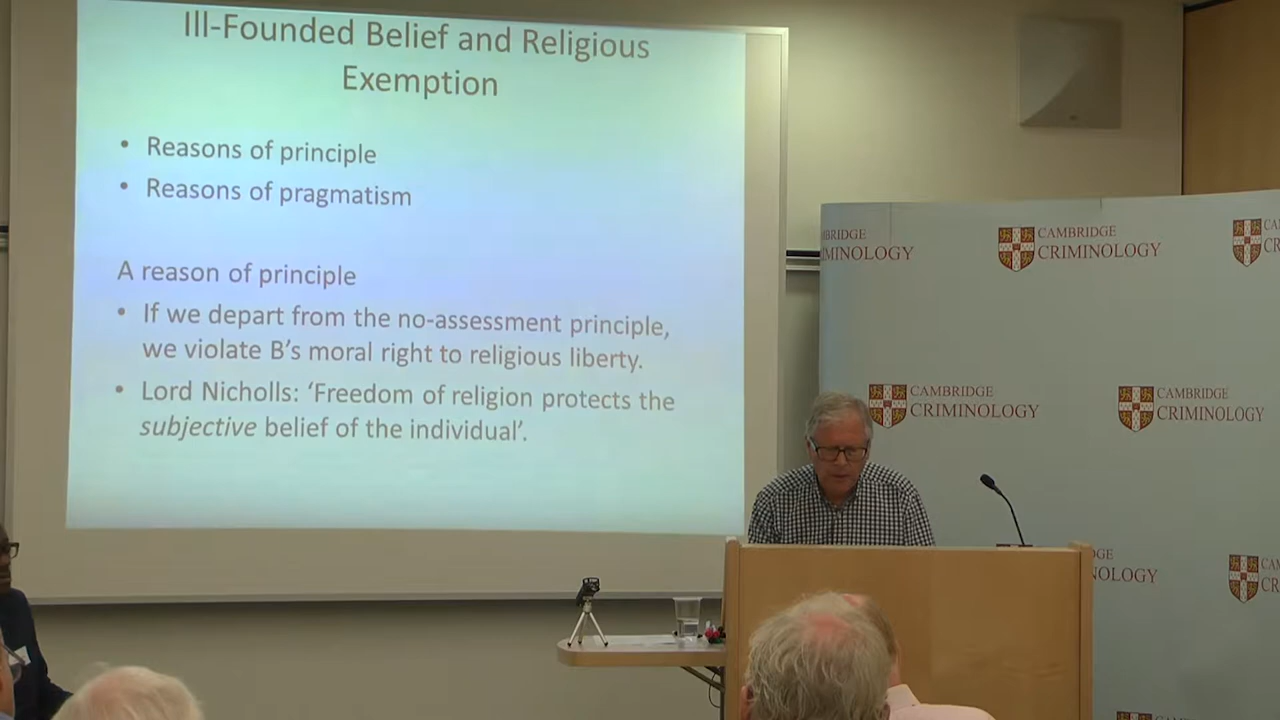 Ill-Founded Belief and Religious
Exemption
• Reasons of principle
• Reasons of pragmatism
A reason of principle
• If we depart from the no-assessment principle,
we violate B's moral right to religious liberty.
• Lord Nicholls: 'Freedom of religion protects the
subjective belief of the individual'.
CAMBRIDGE
CRIMINOLOGY
CAMBRIDGE
CRIMINOLOGY
CAMBRIDGE
CRIMINOLOGY